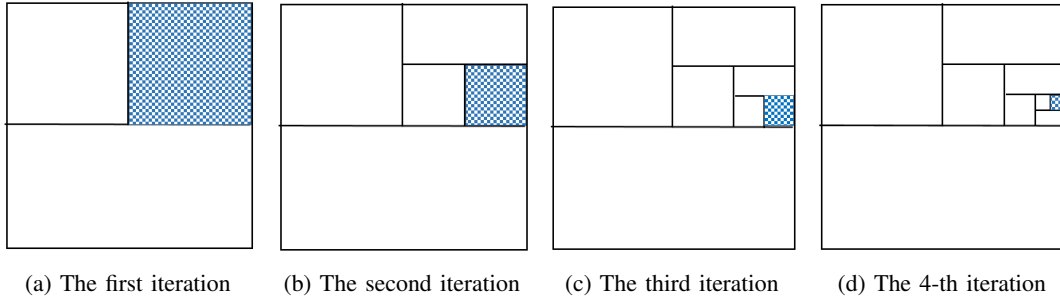 (a) The first iteration
(b) The second iteration
(c) The third iteration
(d) The 4-th iteration